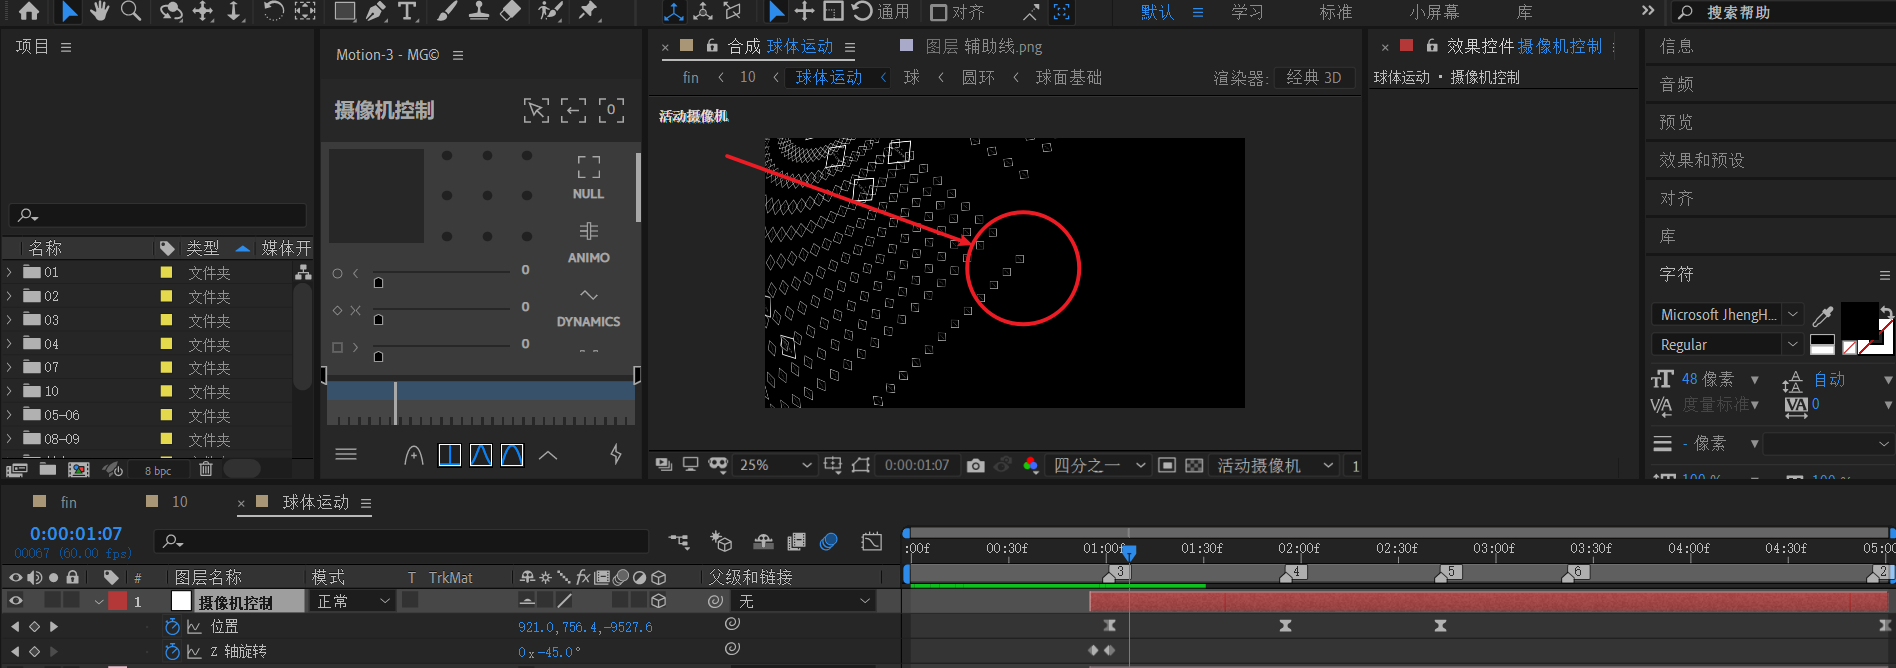 通用
对齐
默认
学习
标准
小屏幕
库
搜索帮助
项目
Motion-3 - MG©
× 合成 球体运动
图层 辅助线.png
× 效果控件 摄像机控制
信息
fin
10
球体运动
球
圆环
球面基础
渲染器:
经典 3D
球体运动 • 摄像机控制
音频
摄像机控制
0
活动摄像机
预览
效果和预设
NULL
对齐
库
ANIMO
名称
类型
媒体开
字符
01 文件夹
02 文件夹
03 文件夹
04 文件夹
07 文件夹
10 文件夹
05-06 文件夹
08-09 文件夹
0
0
0
DYNAMICS
Microsoft JhengH...
Regular
48 像素
自动
度量标准
0
- 像素
8 bpc
25%
0:00:01:07
四分之一
活动摄像机
1
fin
10
× 球体运动
0:00:01:07
00067 (60.00 fps)
:00f
00:30f
01:00f
01:30f
02:00f
02:30f
03:00f
03:30f
04:00f
04:30f
05:00
3
4
5
6
2
#
图层名称
模式
T TrkMat
fx
父级和链接
1
摄像机控制
正常
无
位置
921.0,756.4,-9527.6
Z 轴旋转
0x-45.0°